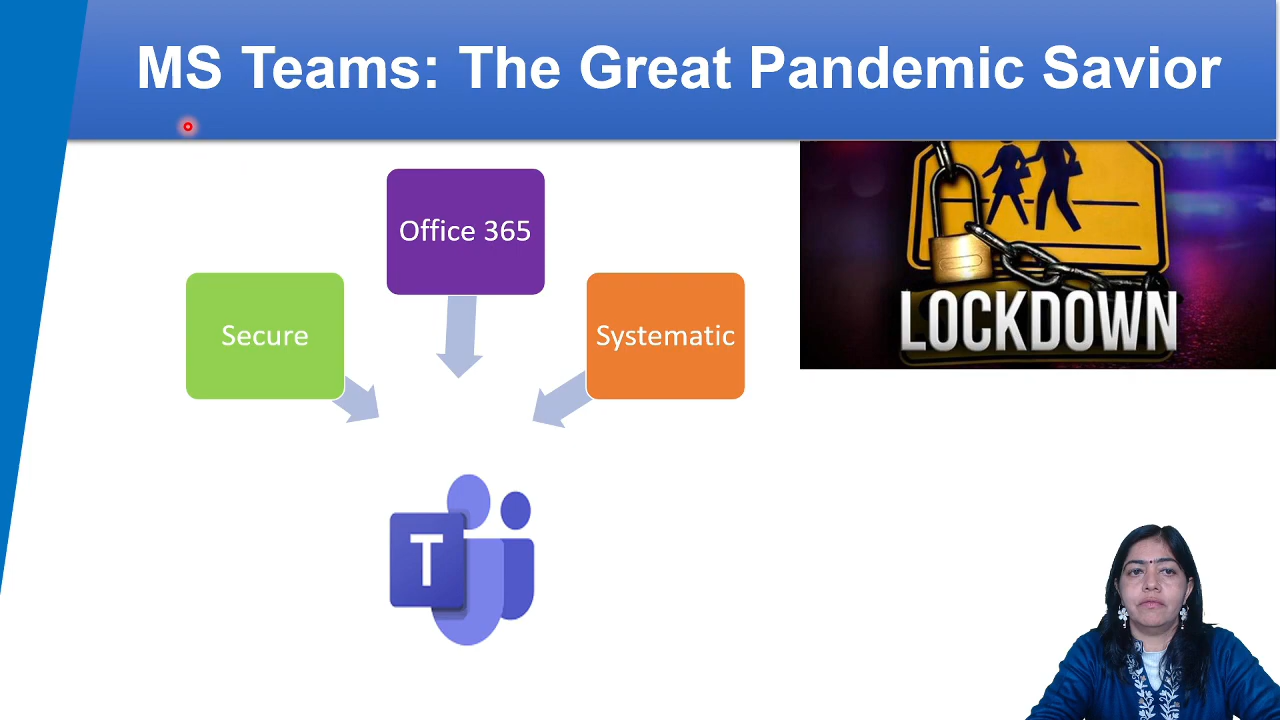 MS Teams: The Great Pandemic Savior
Office 365
Secure
Systematic
LOCKDOWN
T